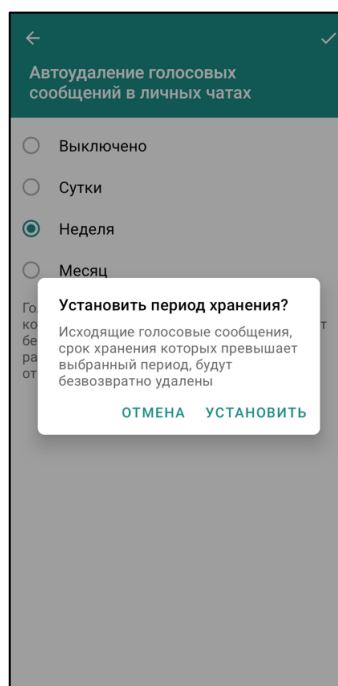 Автоудаление голосовых
сообщений в личных чатах
Выключено
Сутки
Неделя
Месяц
Установить период хранения?
Исходящие голосовые сообщения,
срок хранения которых превышает
выбранный период, будут
безвозвратно удалены
ОТМЕНА УСТАНОВИТЬ